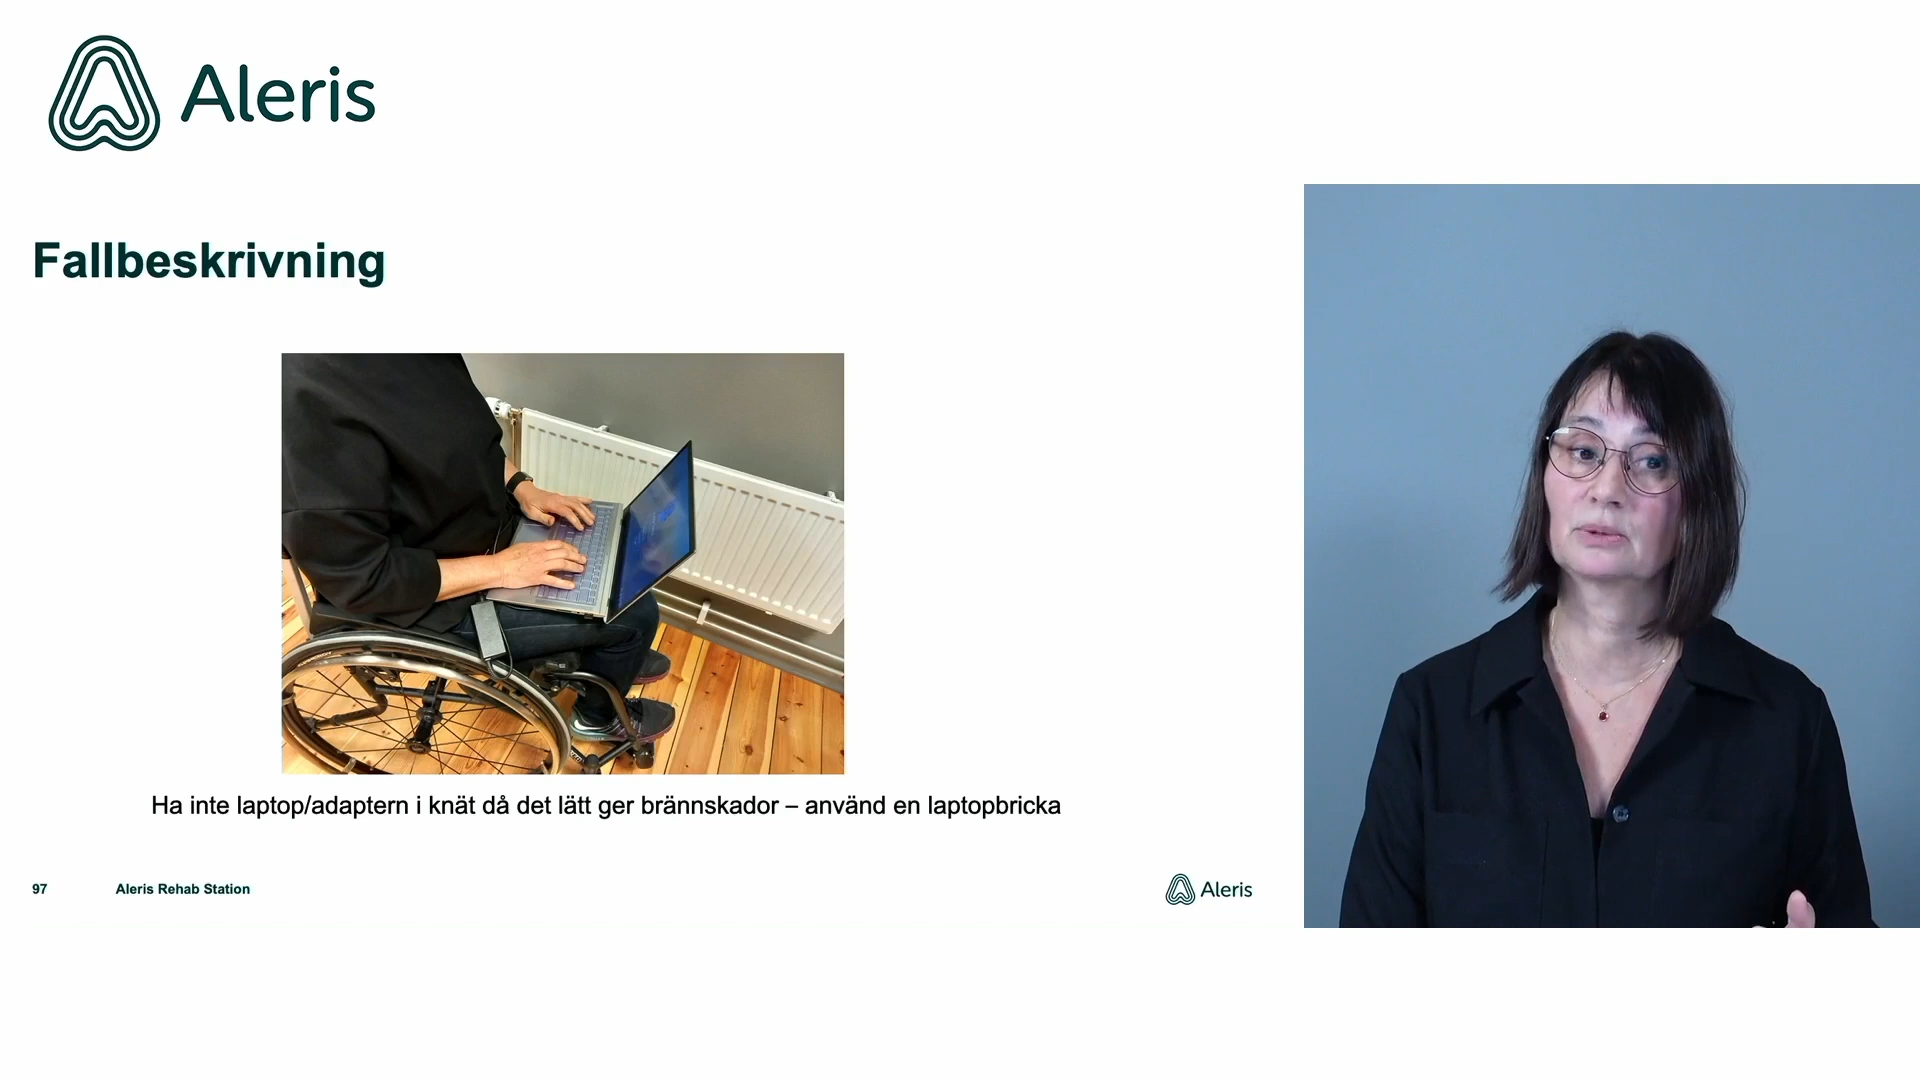 Aleris
Fallbeskrivning
Ha inte laptop/adaptern i knät då det lätt ger brännskador – använd en laptopbricka
97 Aleris Rehab Station
Aleris